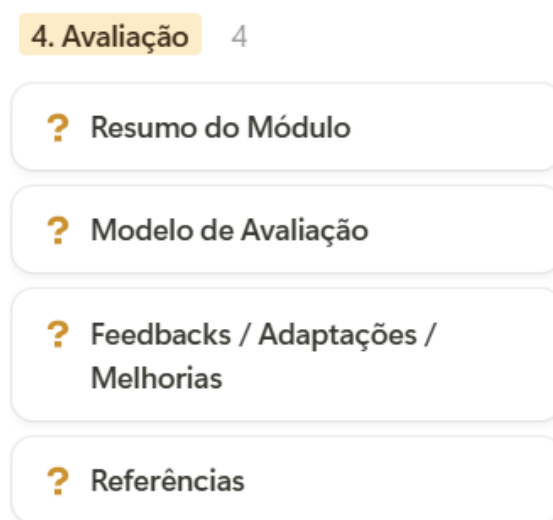 4. Avaliação 4
? Resumo do Módulo
? Modelo de Avaliação
? Feedbacks / Adaptações /
Melhorias
? Referências